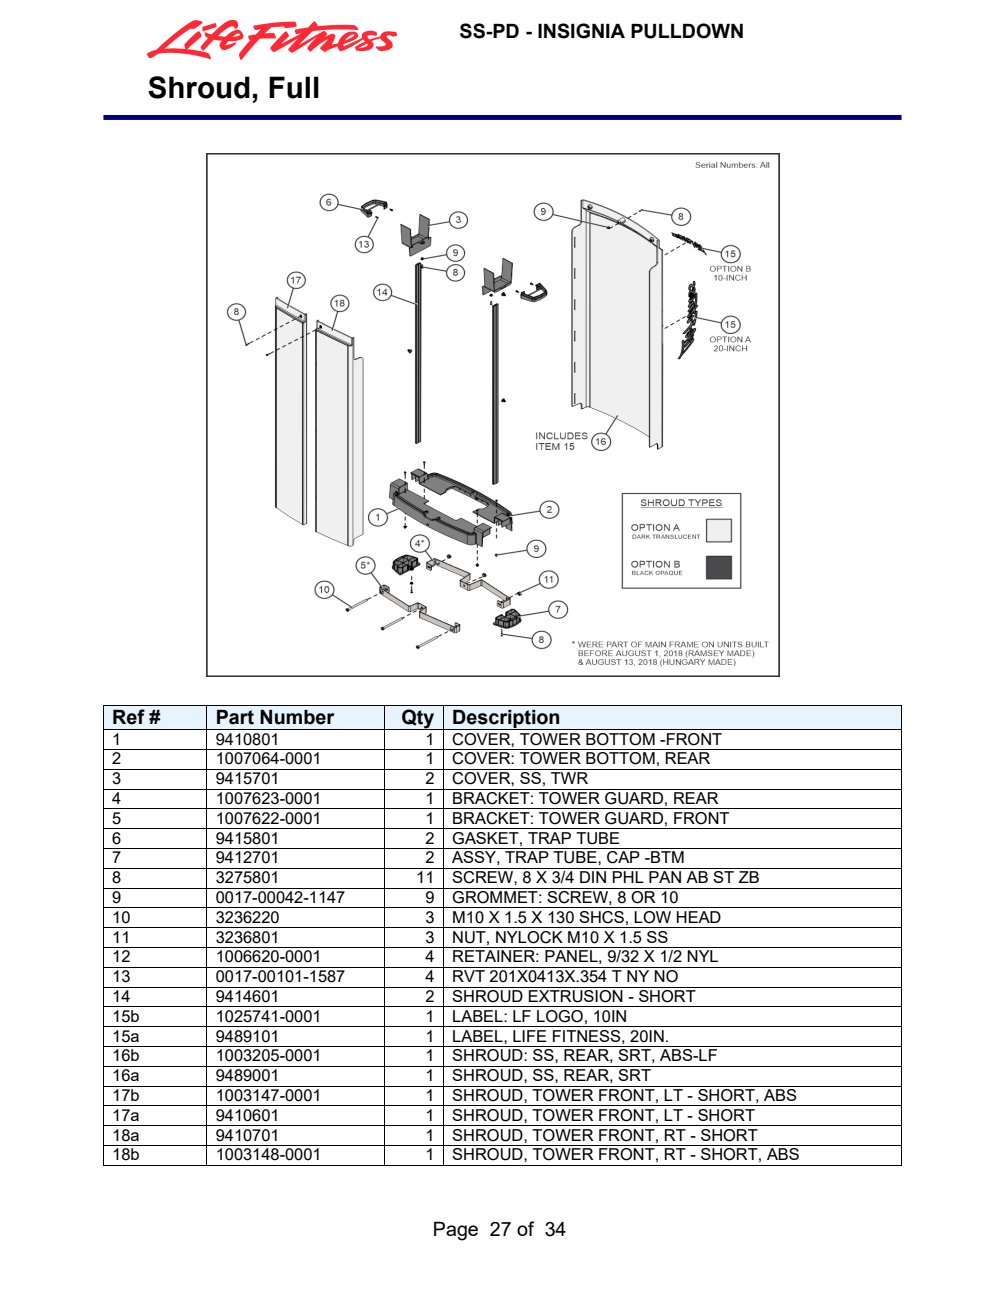 Life Fitness
SS-PD - INSIGNIA PULLDOWN
Shroud, Full
Serial Numbers: All
6
3
9
8
13
9
15
OPTION B
10-INCH
8
17
14
18
8
15
OPTION A
20-INCH
INCLUDES
ITEM 15
16
SHROUD TYPES
OPTION A
DARK TRANSLUCENT
OPTION B
BLACK OPAQUE
1
2
4*
9
5*
11
10
7
8
* WERE PART OF MAIN FRAME ON UNITS BUILT
BEFORE AUGUST 1, 2018 (RAMSEY MADE)
& AUGUST 13, 2018 (HUNGARY MADE)
Ref # Part Number Qty Description
1 9410801 1 COVER, TOWER BOTTOM -FRONT
2 1007064-0001 1 COVER: TOWER BOTTOM, REAR
3 9415701 2 COVER, SS, TWR
4 1007623-0001 1 BRACKET: TOWER GUARD, REAR
5 1007622-0001 1 BRACKET: TOWER GUARD, FRONT
6 9415801 2 GASKET, TRAP TUBE
7 9412701 2 ASSY, TRAP TUBE, CAP -BTM
8 3275801 11 SCREW, 8 X 3/4 DIN PHL PAN AB ST ZB
9 0017-00042-1147 9 GROMMET: SCREW, 8 OR 10
10 3236220 3 M10 X 1.5 X 130 SHCS, LOW HEAD
11 3236801 3 NUT, NYLOCK M10 X 1.5 SS
12 1006620-0001 4 RETAINER: PANEL, 9/32 X 1/2 NYL
13 0017-00101-1587 4 RVT 201X0413X.354 T NY NO
14 9414601 2 SHROUD EXTRUSION - SHORT
15b 1025741-0001 1 LABEL: LF LOGO, 10IN
15a 9489101 1 LABEL, LIFE FITNESS, 20IN.
16b 1003205-0001 1 SHROUD: SS, REAR, SRT, ABS-LF
16a 9489001 1 SHROUD, SS, REAR, SRT
17b 1003147-0001 1 SHROUD, TOWER FRONT, LT - SHORT, ABS
17a 9410601 1 SHROUD, TOWER FRONT, LT - SHORT
18a 9410701 1 SHROUD, TOWER FRONT, RT - SHORT
18b 1003148-0001 1 SHROUD, TOWER FRONT, RT - SHORT, ABS
Page 27 of 34